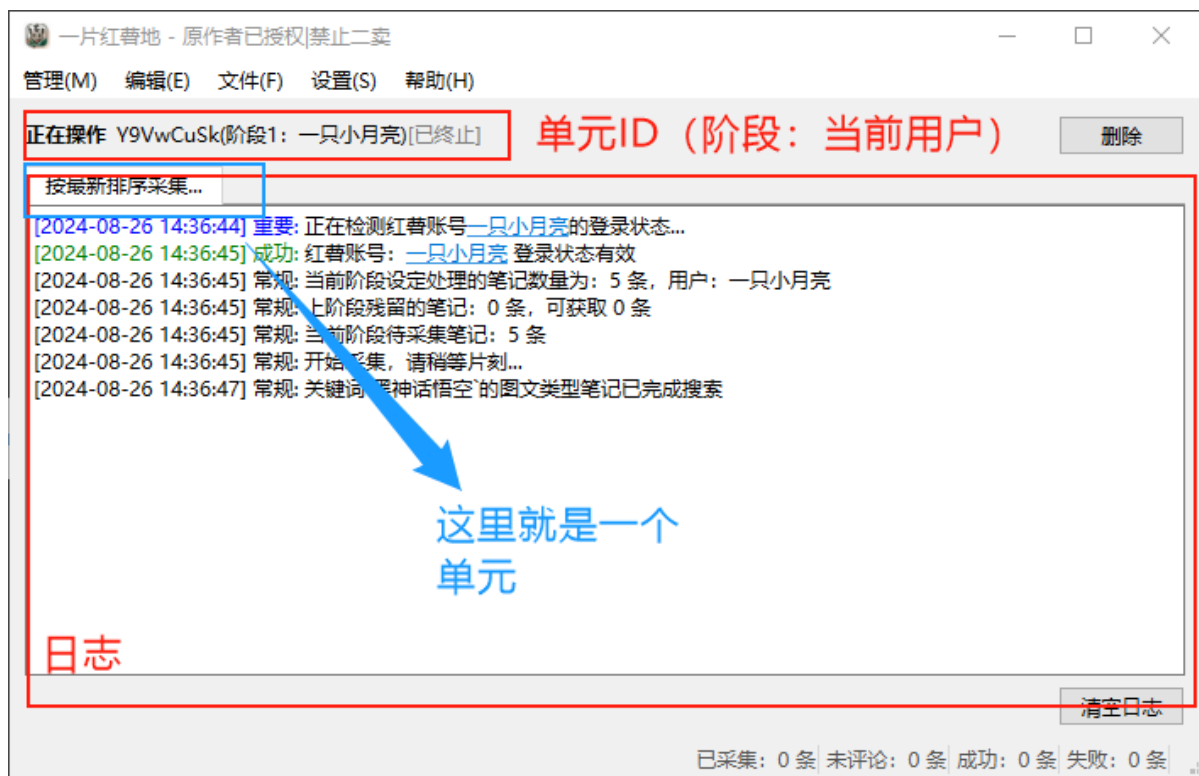 一片红薯地 - 原作者已授权|禁止二卖
管理(M) 编辑(E) 文件(F) 设置(S) 帮助(H)
正在操作 Y9VwCuSk(阶段1：一只小月亮)[已终止]
单元ID（阶段：当前用户）
删除
按最新排序采集...
[2024-08-26 14:36:44] 重要: 正在检测红薯账号一只小月亮的登录状态...
[2024-08-26 14:36:45] 成功: 红薯账号：一只小月亮 登录状态有效
[2024-08-26 14:36:45] 常规: 当前阶段设定处理的笔记数量为：5 条，用户：一只小月亮
[2024-08-26 14:36:45] 常规: 上阶段残留的笔记：0 条，可获取 0 条
[2024-08-26 14:36:45] 常规: 当前阶段待采集笔记：5 条
[2024-08-26 14:36:45] 常规: 开始采集，请稍等片刻...
[2024-08-26 14:36:47] 常规: 关键词`黑神话悟空`的图文类型笔记已完成搜索
这里就是一个
单元
日志
清空日志
已采集：0 条 未评论：0 条 成功：0 条 失败：0 条